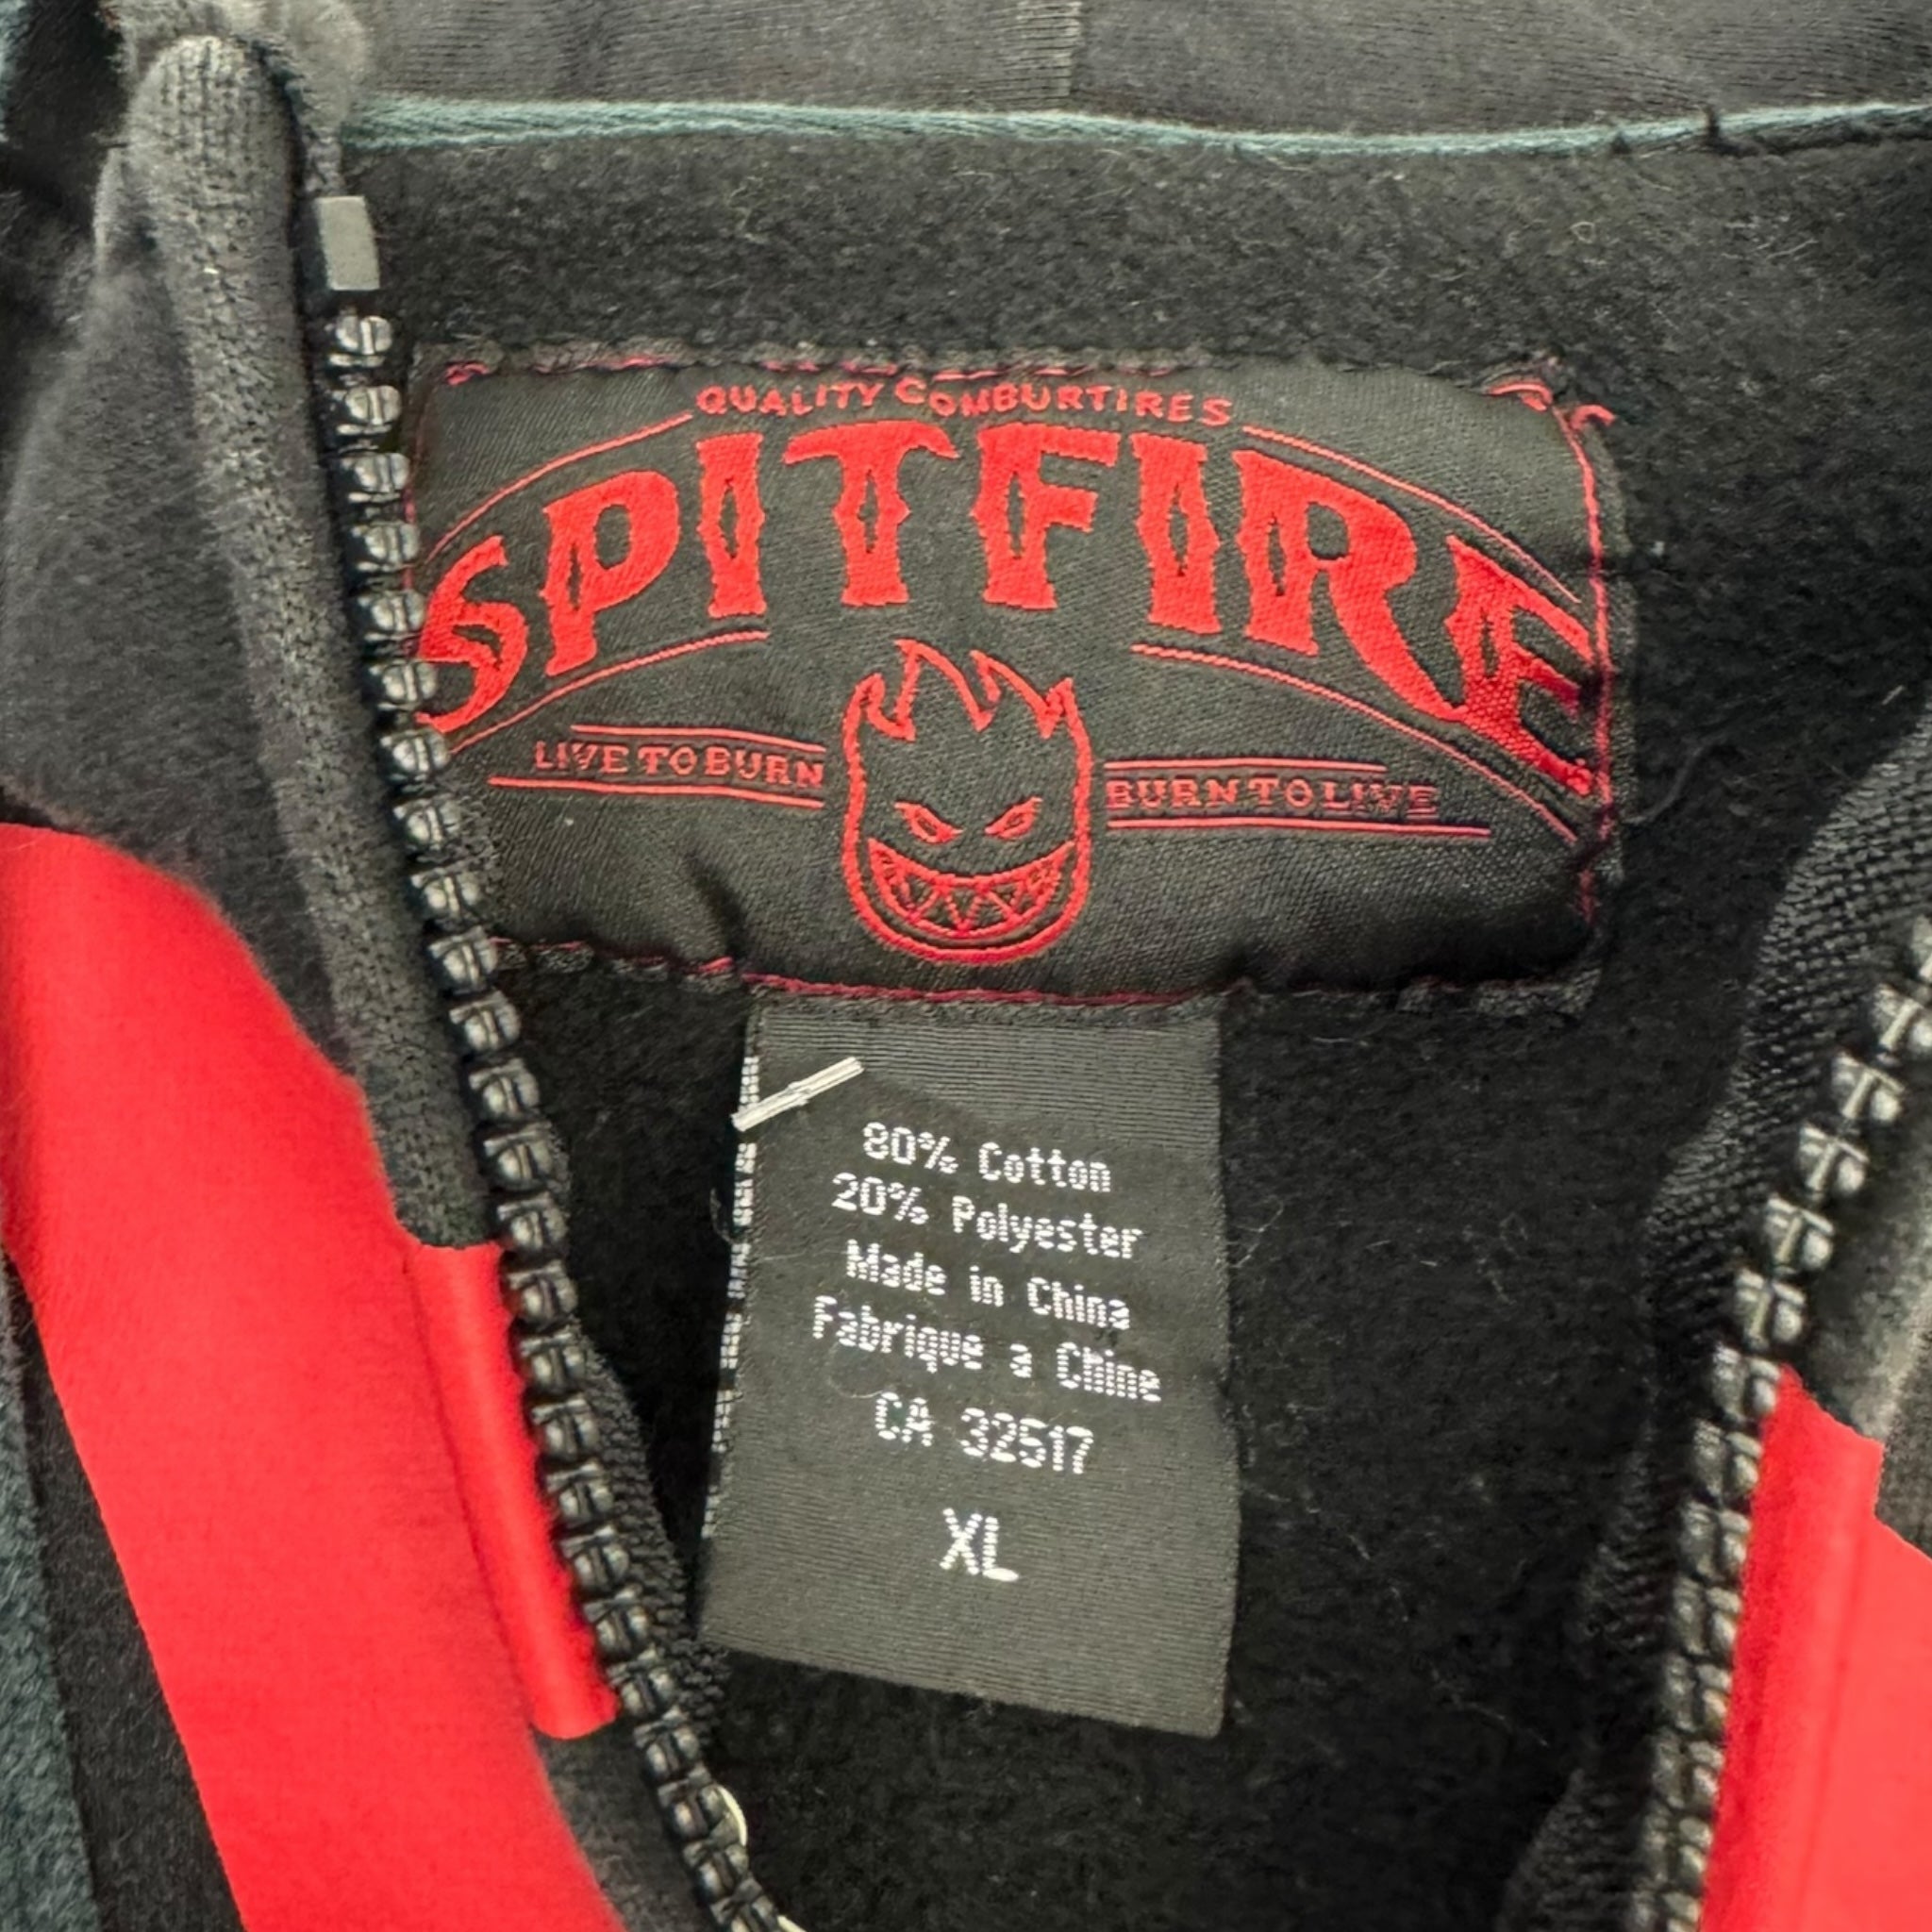 QUALITY COMBURTIRES
SPITFIRE
LIVE TO BURN
BURN TO LIVE
80% Cotton
20% Polyester
Made in China
Fabrique a Chine
CA 32517
XL